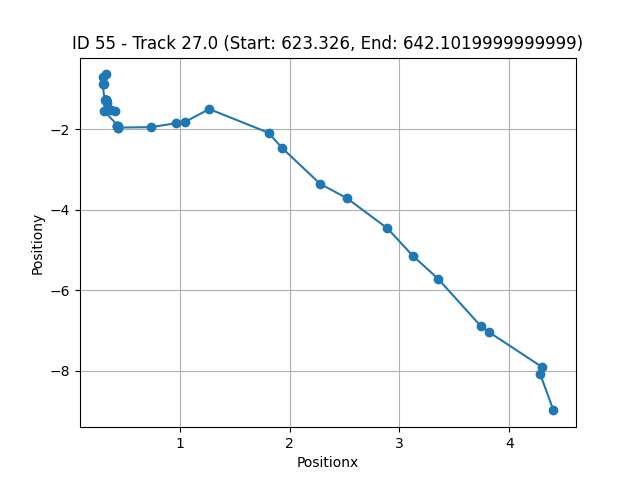 ID 55 - Track 27.0 (Start: 623.326, End: 642.1019999999999)
−2
−4
−6
−8
Positiony
1 2 3 4
Positionx